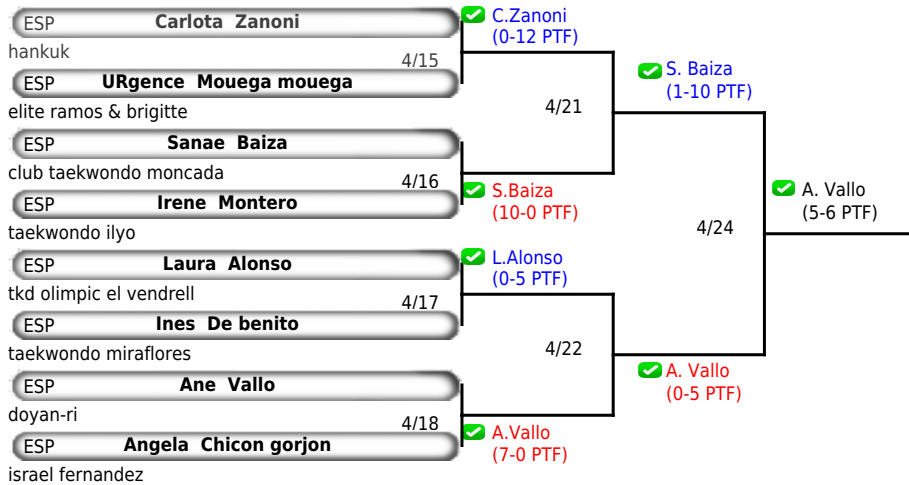 ESP Carlota Zanoni
hankuk
4/15
ESP URgence Mouega mouega
elite ramos & brigitte
ESP Sanae Baiza
club taekwondo moncada
4/16
ESP Irene Montero
taekwondo ilyo
ESP Laura Alonso
tkd olimpic el vendrell
4/17
ESP Ines De benito
taekwondo miraflores
ESP Ane Vallo
doyan-ri
4/18
ESP Angela Chicon gorjon
israel fernandez
C.Zanoni
(0-12 PTF)
4/21
S.Baiza
(10-0 PTF)
L.Alonso
(0-5 PTF)
4/22
A.Vallo
(7-0 PTF)
S. Baiza
(1-10 PTF)
4/24
A. Vallo
(0-5 PTF)
A. Vallo
(5-6 PTF)